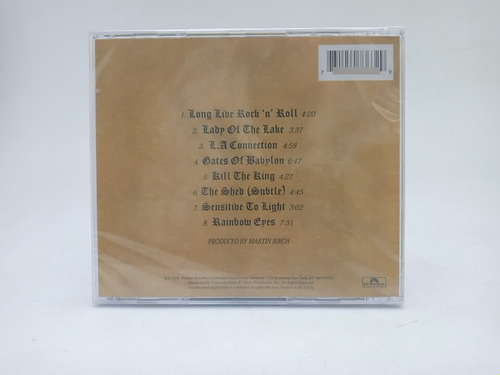 1. Long Live Rock 'n' Roll 4:20
2. Lady Of The Lake 3:37
3. L.A Connection 4:58
4. Gates Of Babylon 6:47
5. Kill The King 4:27
6. The Shed (Subtle) 4:45
7. Sensitive To Light 3:02
8. Rainbow Eyes 7:31
PRODUCED BY MARTIN BIRCH
7